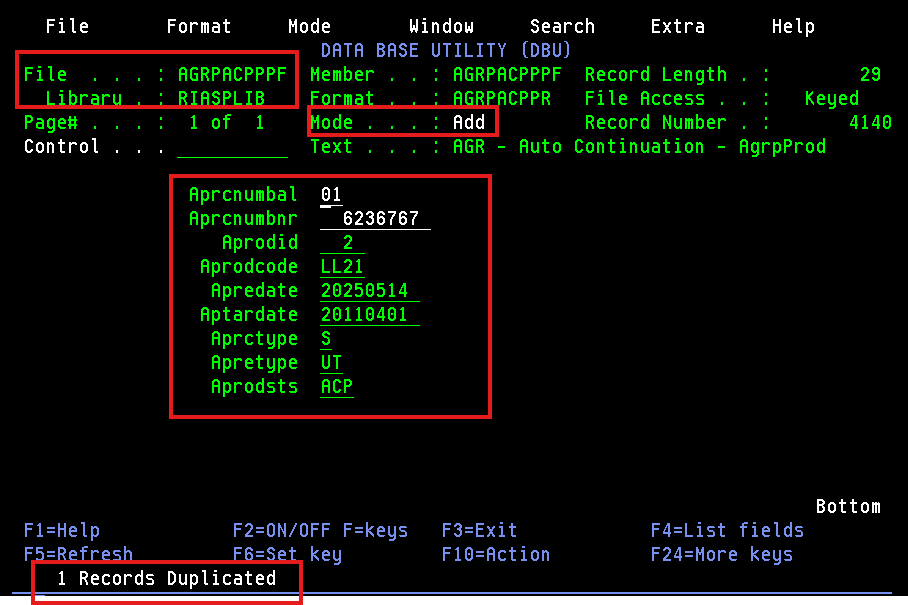 File Format Mode Window Search Extra Help
DATA BASE UTILITY (DBU)
File . . . : AGRPACPPPF Member . . : AGRPACPPPF Record Length . : 29
Library . : RIASPLIB Format . . : AGRPACPPR File Access . . : Keyed
Page# . . . : 1 of 1 Mode . . . : Add Record Number . . : 4140
Control . . . Text . . . : AGR - Auto Continuation - AgrpProd
Aprcnumbal 01
Aprcnumbnr 6236767
Aprodid 2
Aprodcode LL21
Apredate 20250514
Aptardate 20110401
Aprctype S
Apretype UT
Aprodsts ACP
Bottom
F1=Help F2=ON/OFF F=keys F3=Exit F4=List fields
F5=Refresh F6=Set key F10=Action F24=More keys
1 Records Duplicated